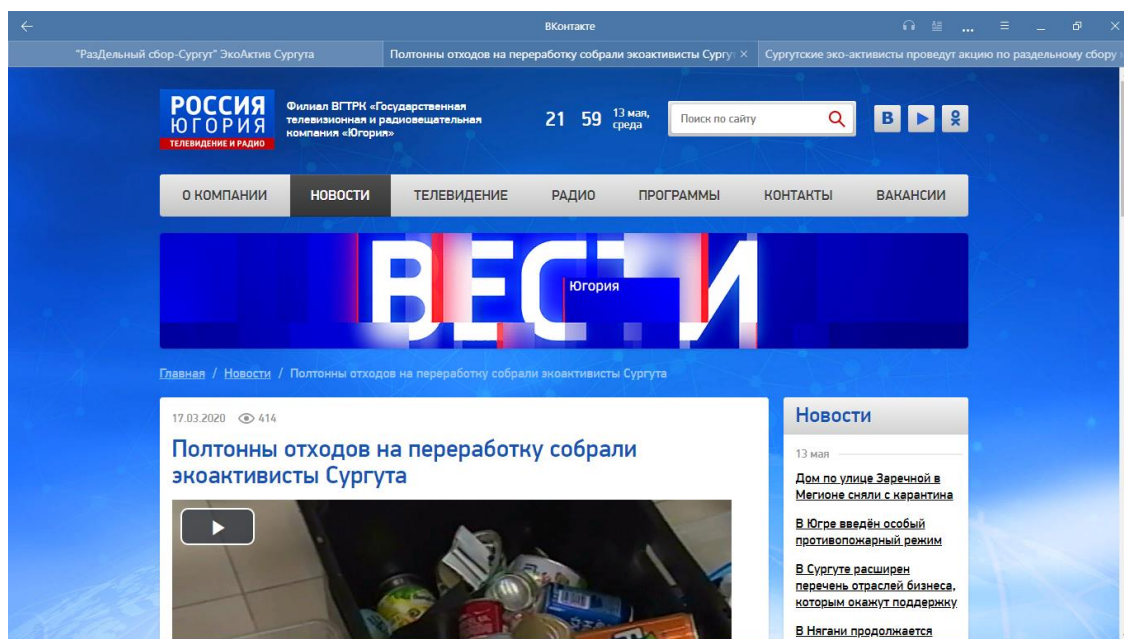 ВКонтакте
"РазДельный сбор-Сургут" ЭкоАктив Сургута
Полтонны отходов на переработку собрали экоактивисты Сургу
Сургутские эко-активисты проведут акцию по раздельному сбору
РОССИЯ
ЮГОРИЯ
ТЕЛЕВИДЕНИЕ И РАДИО
Филиал ВГТРК «Государственная
телевизионная и радиовещательная
компания «Югория»
21 59 13 мая,
среда
Поиск по сайту
О КОМПАНИИ НОВОСТИ ТЕЛЕВИДЕНИЕ РАДИО ПРОГРАММЫ КОНТАКТЫ ВАКАНСИИ
ВЕСТИ
Югория
Главная / Новости / Полтонны отходов на переработку собрали экоактивисты Сургута
17.03.2020 414
Полтонны отходов на переработку собрали
экоактивисты Сургута
Новости
13 мая
Дом по улице Заречной в
Мегионе сняли с карантина
В Югре введён особый
противопожарный режим
В Сургуте расширен
перечень отраслей бизнеса,
которым окажут поддержку
В Нягани продолжается